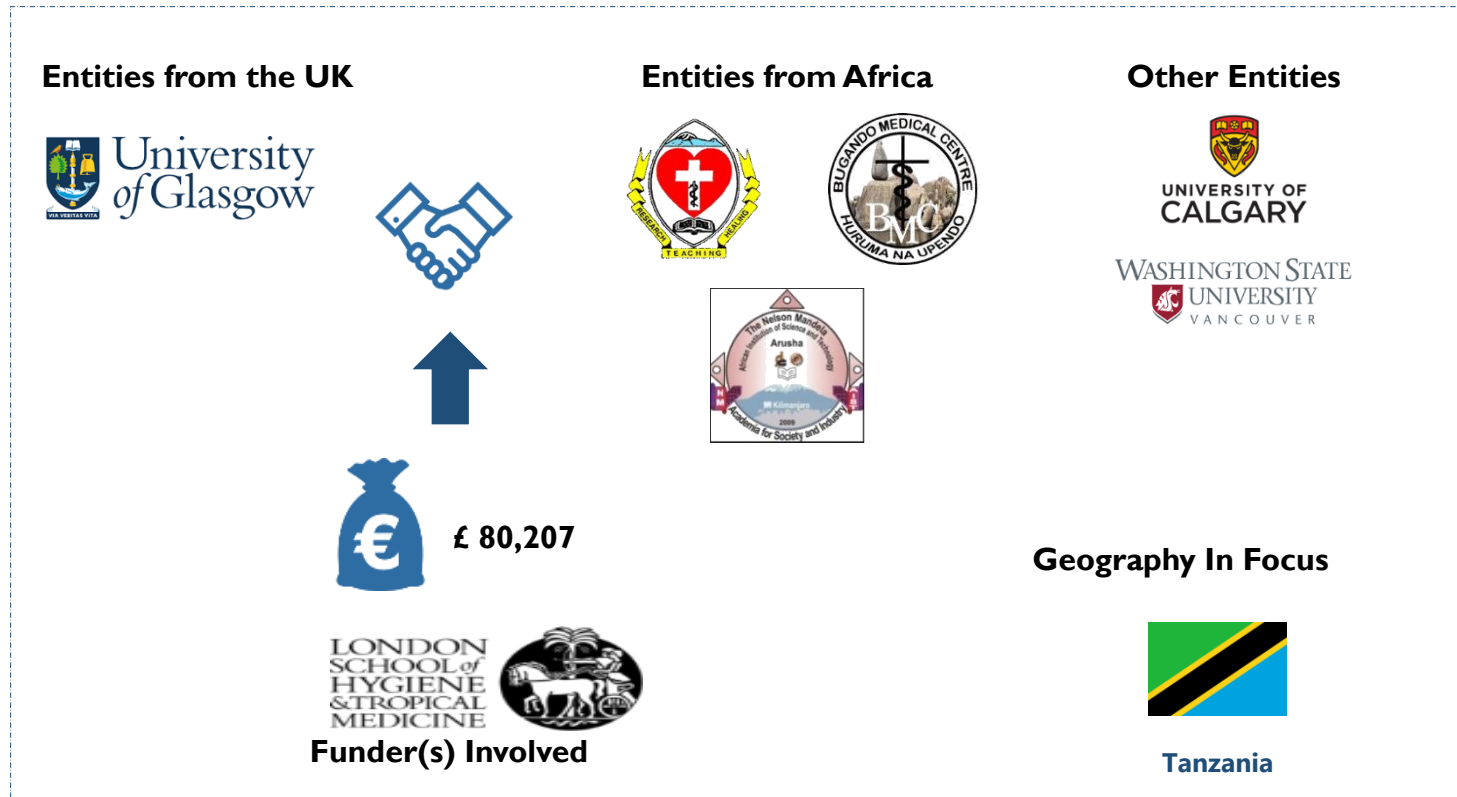 Entities from the UK
Entities from Africa
Other Entities
University
of Glasgow
VIA VERITAS VITA
RESEARCH
TEACHING
HEALING
BUGANDO MEDICAL CENTRE
BMC
HURUMA NA UPENDO
UNIVERSITY OF
CALGARY
WASHINGTON STATE
UNIVERSITY
VANCOUVER
The Nelson Mandela
African Institution of Science and Technology
Arusha
Kilimanjaro
2009
Academia for Society and Industry
€
£ 80,207
Geography In Focus
LONDON
SCHOOL of
HYGIENE
&TROPICAL
MEDICINE
Funder(s) Involved
Tanzania